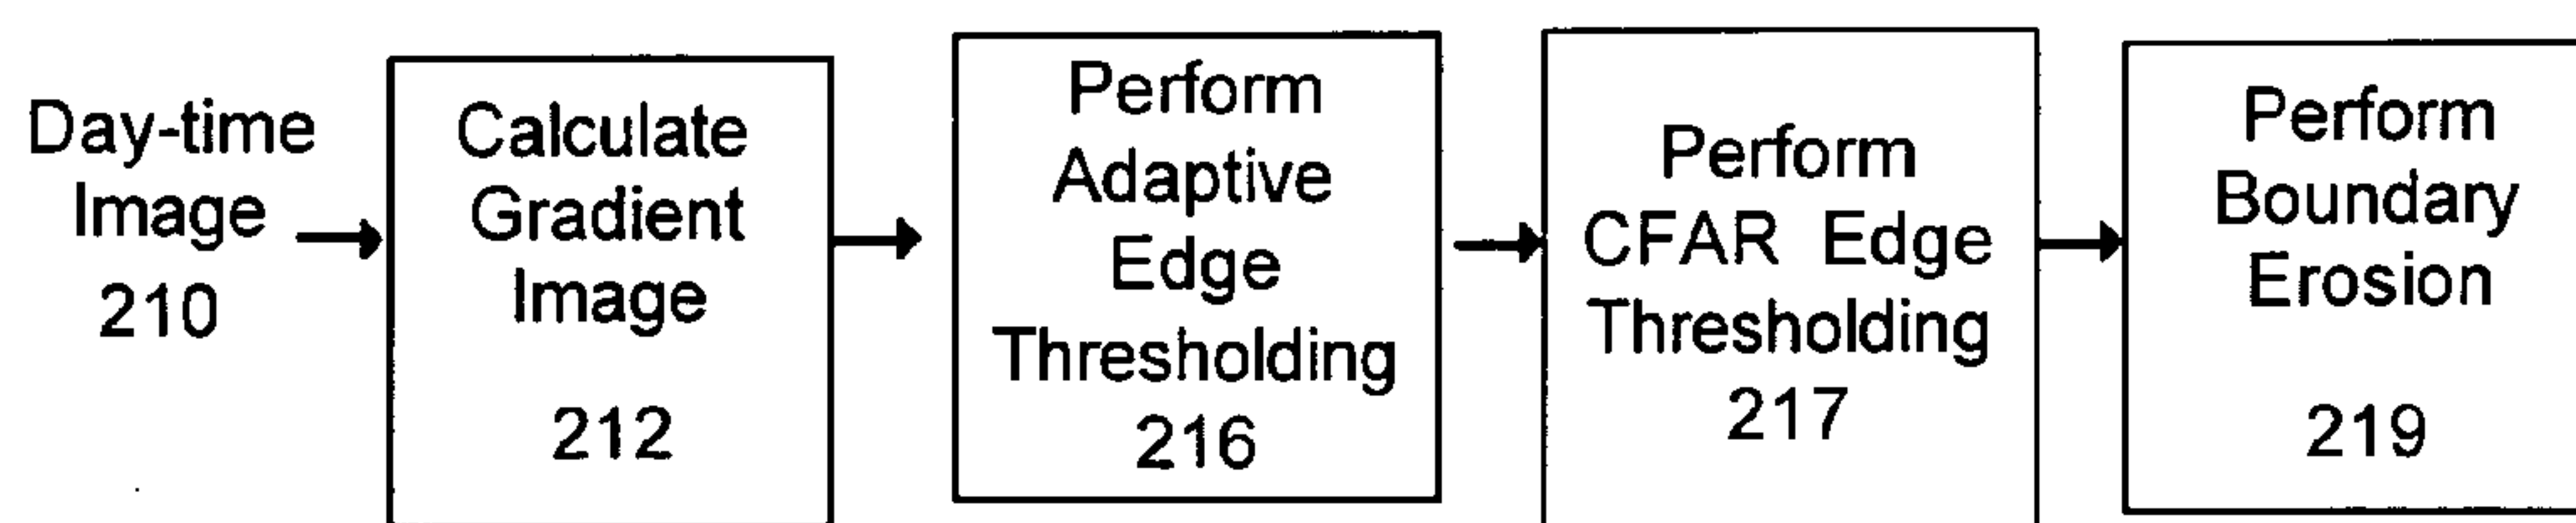 Day-time
Image
210
Calculate
Gradient
Image
212
Perform
Adaptive
Edge
Thresholding
216
Perform
CFAR Edge
Thresholding
217
Perform
Boundary
Erosion
219